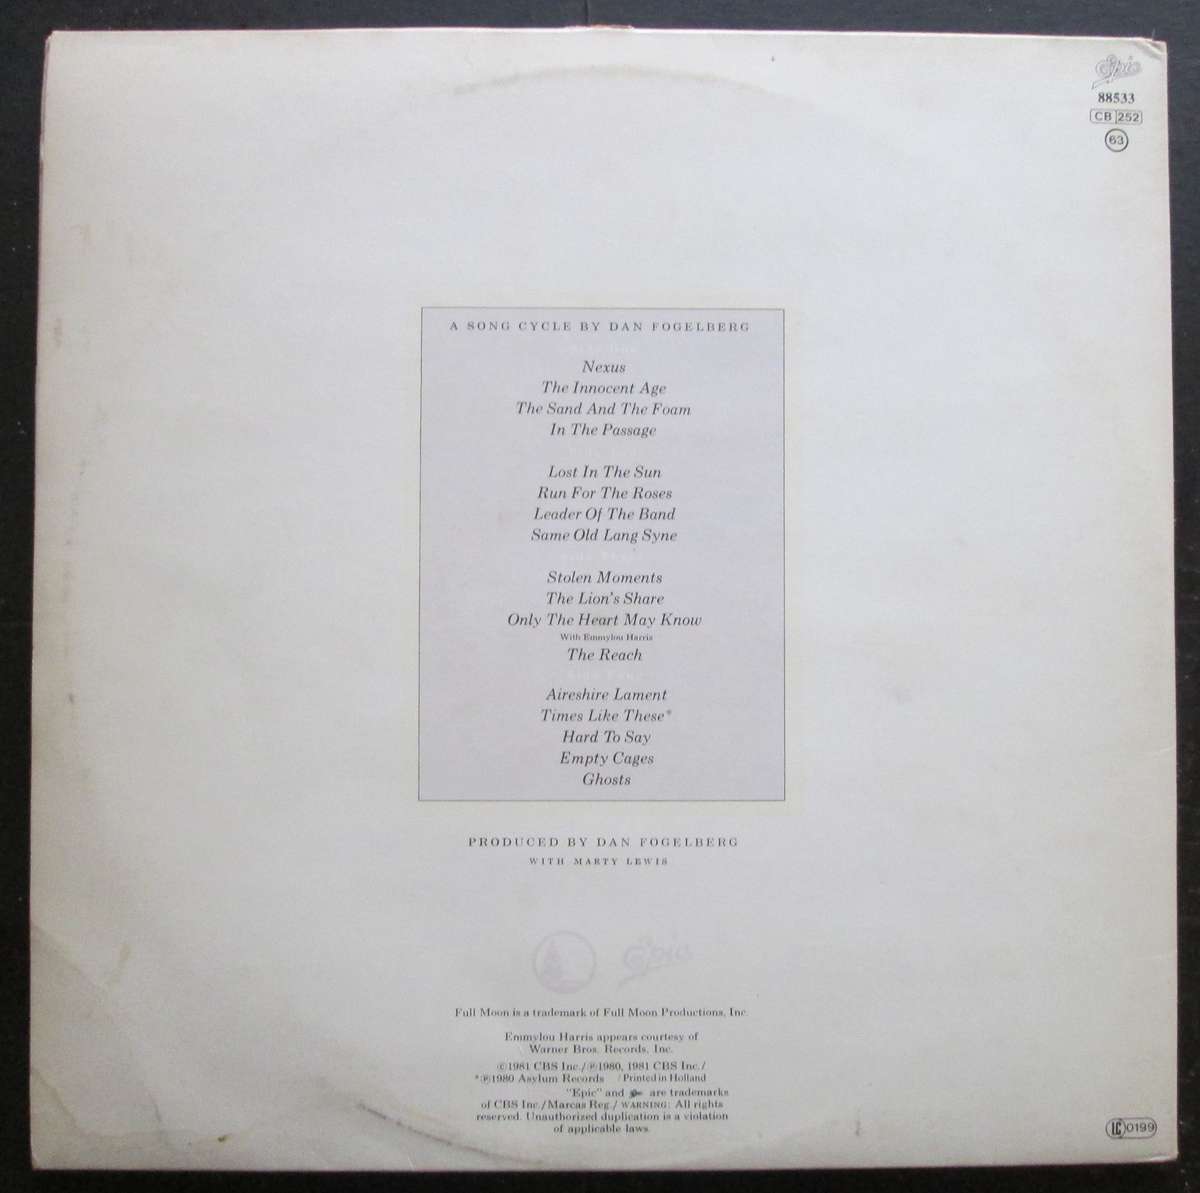 Epic
88533
CB 252
63
A SONG CYCLE BY DAN FOGELBERG
Side One
Nexus
The Innocent Age
The Sand And The Foam
In The Passage
Lost In The Sun
Run For The Roses
Leader Of The Band
Same Old Lang Syne
Side Three
Stolen Moments
The Lion's Share
Only The Heart May Know
With Emmylou Harris
The Reach
Side Four
Aireshire Lament
Times Like These*
Hard To Say
Empty Cages
Ghosts
PRODUCED BY DAN FOGELBERG
WITH MARTY LEWIS
Epic
Full Moon is a trademark of Full Moon Productions, Inc.
Emmylou Harris appears courtesy of
Warner Bros. Records, Inc.
©1981 CBS Inc./℗1980, 1981 CBS Inc./
*℗1980 Asylum Records /Printed in Holland
"Epic" and are trademarks
of CBS Inc./Marcas Reg./WARNING: All rights
reserved. Unauthorized duplication is a violation
of applicable laws.
LC 0199